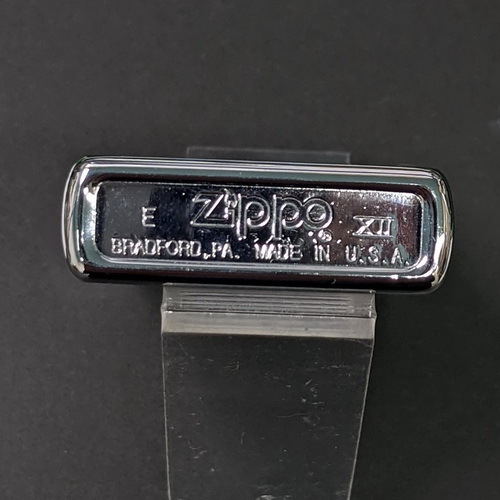 E Zippo XII
BRADFORD, PA. MADE IN U.S.A.